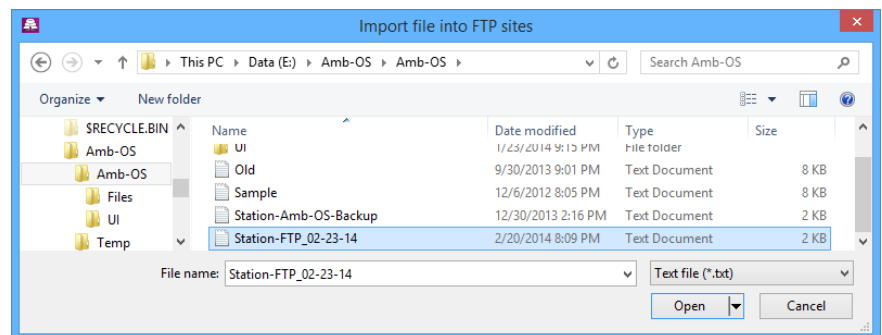 Import file into FTP sites
This PC Data (E:) Amb-OS Amb-OS Search Amb-OS
Organize New folder
$RECYCLE.BIN Name Date modified Type Size
Amb-OS UI 1/23/2014 9:15 PM File folder
Amb-OS Old 9/30/2013 9:01 PM Text Document 8 KB
Files Sample 12/6/2012 8:05 PM Text Document 8 KB
UI Station-Amb-OS-Backup 12/30/2013 2:16 PM Text Document 2 KB
Temp Station-FTP_02-23-14 2/20/2014 8:09 PM Text Document 2 KB
File name: Station-FTP_02-23-14 Text file (*.txt)
Open Cancel